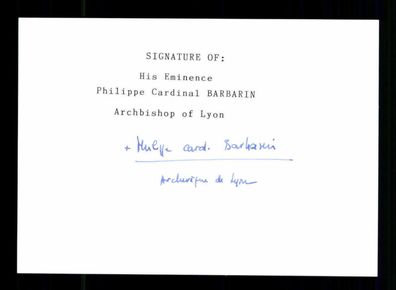 SIGNATURE OF:
His Eminence
Philippe Cardinal BARBARIN
Archbishop of Lyon
+ Philippe card. Barbarin
Archevêque de Lyon